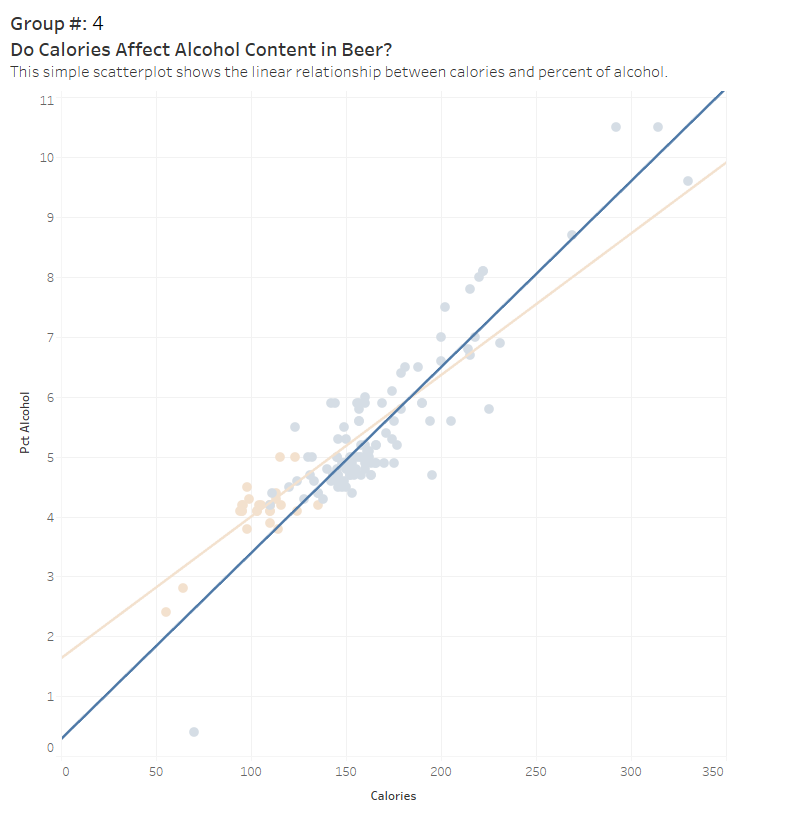 Group #: 4
Do Calories Affect Alcohol Content in Beer?
This simple scatterplot shows the linear relationship between calories and percent of alcohol.
11
10
9
8
7
6
5
4
3
2
1
0
Pct Alcohol
0 50 100 150 200 250 300 350
Calories